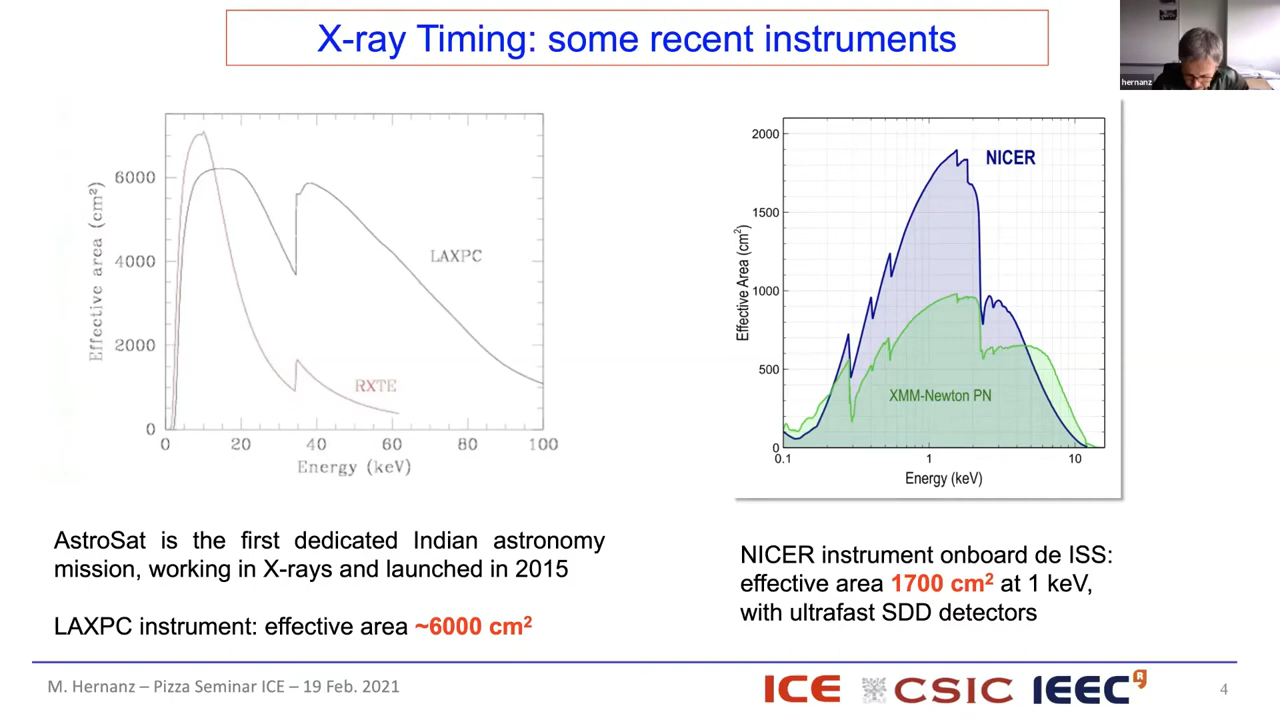 X-ray Timing: some recent instruments
hernanz
Effective area (cm²)
6000
4000
2000
0
LAXPC
RXTE
0 20 40 60 80 100
Energy (keV)
Effective Area (cm²)
2000
1500
1000
500
0
NICER
XMM-Newton PN
0.1 1 10
Energy (keV)
AstroSat is the first dedicated Indian astronomy
mission, working in X-rays and launched in 2015
LAXPC instrument: effective area ~6000 cm²
NICER instrument onboard de ISS:
effective area 1700 cm² at 1 keV,
with ultrafast SDD detectors
M. Hernanz – Pizza Seminar ICE – 19 Feb. 2021
ICE CSIC IEEC R
4